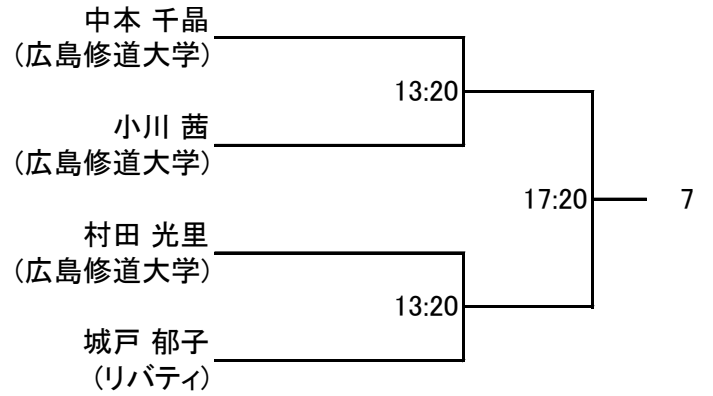 中本 千晶
(広島修道大学)
13:20
小川 茜
(広島修道大学)
17:20
7
村田 光里
(広島修道大学)
13:20
城戸 郁子
(リバティ)